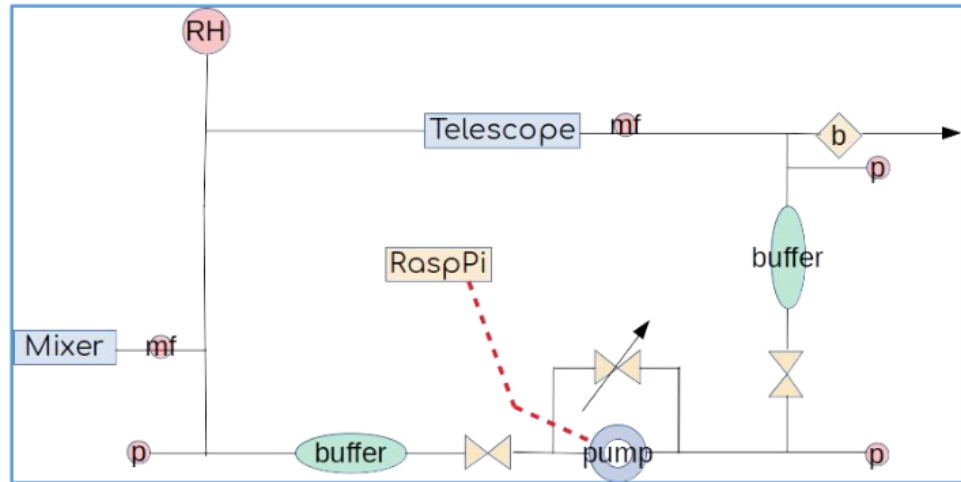 RH
Telescope
mf
b
p
buffer
RaspPi
Mixer
mf
p
buffer
pump
p